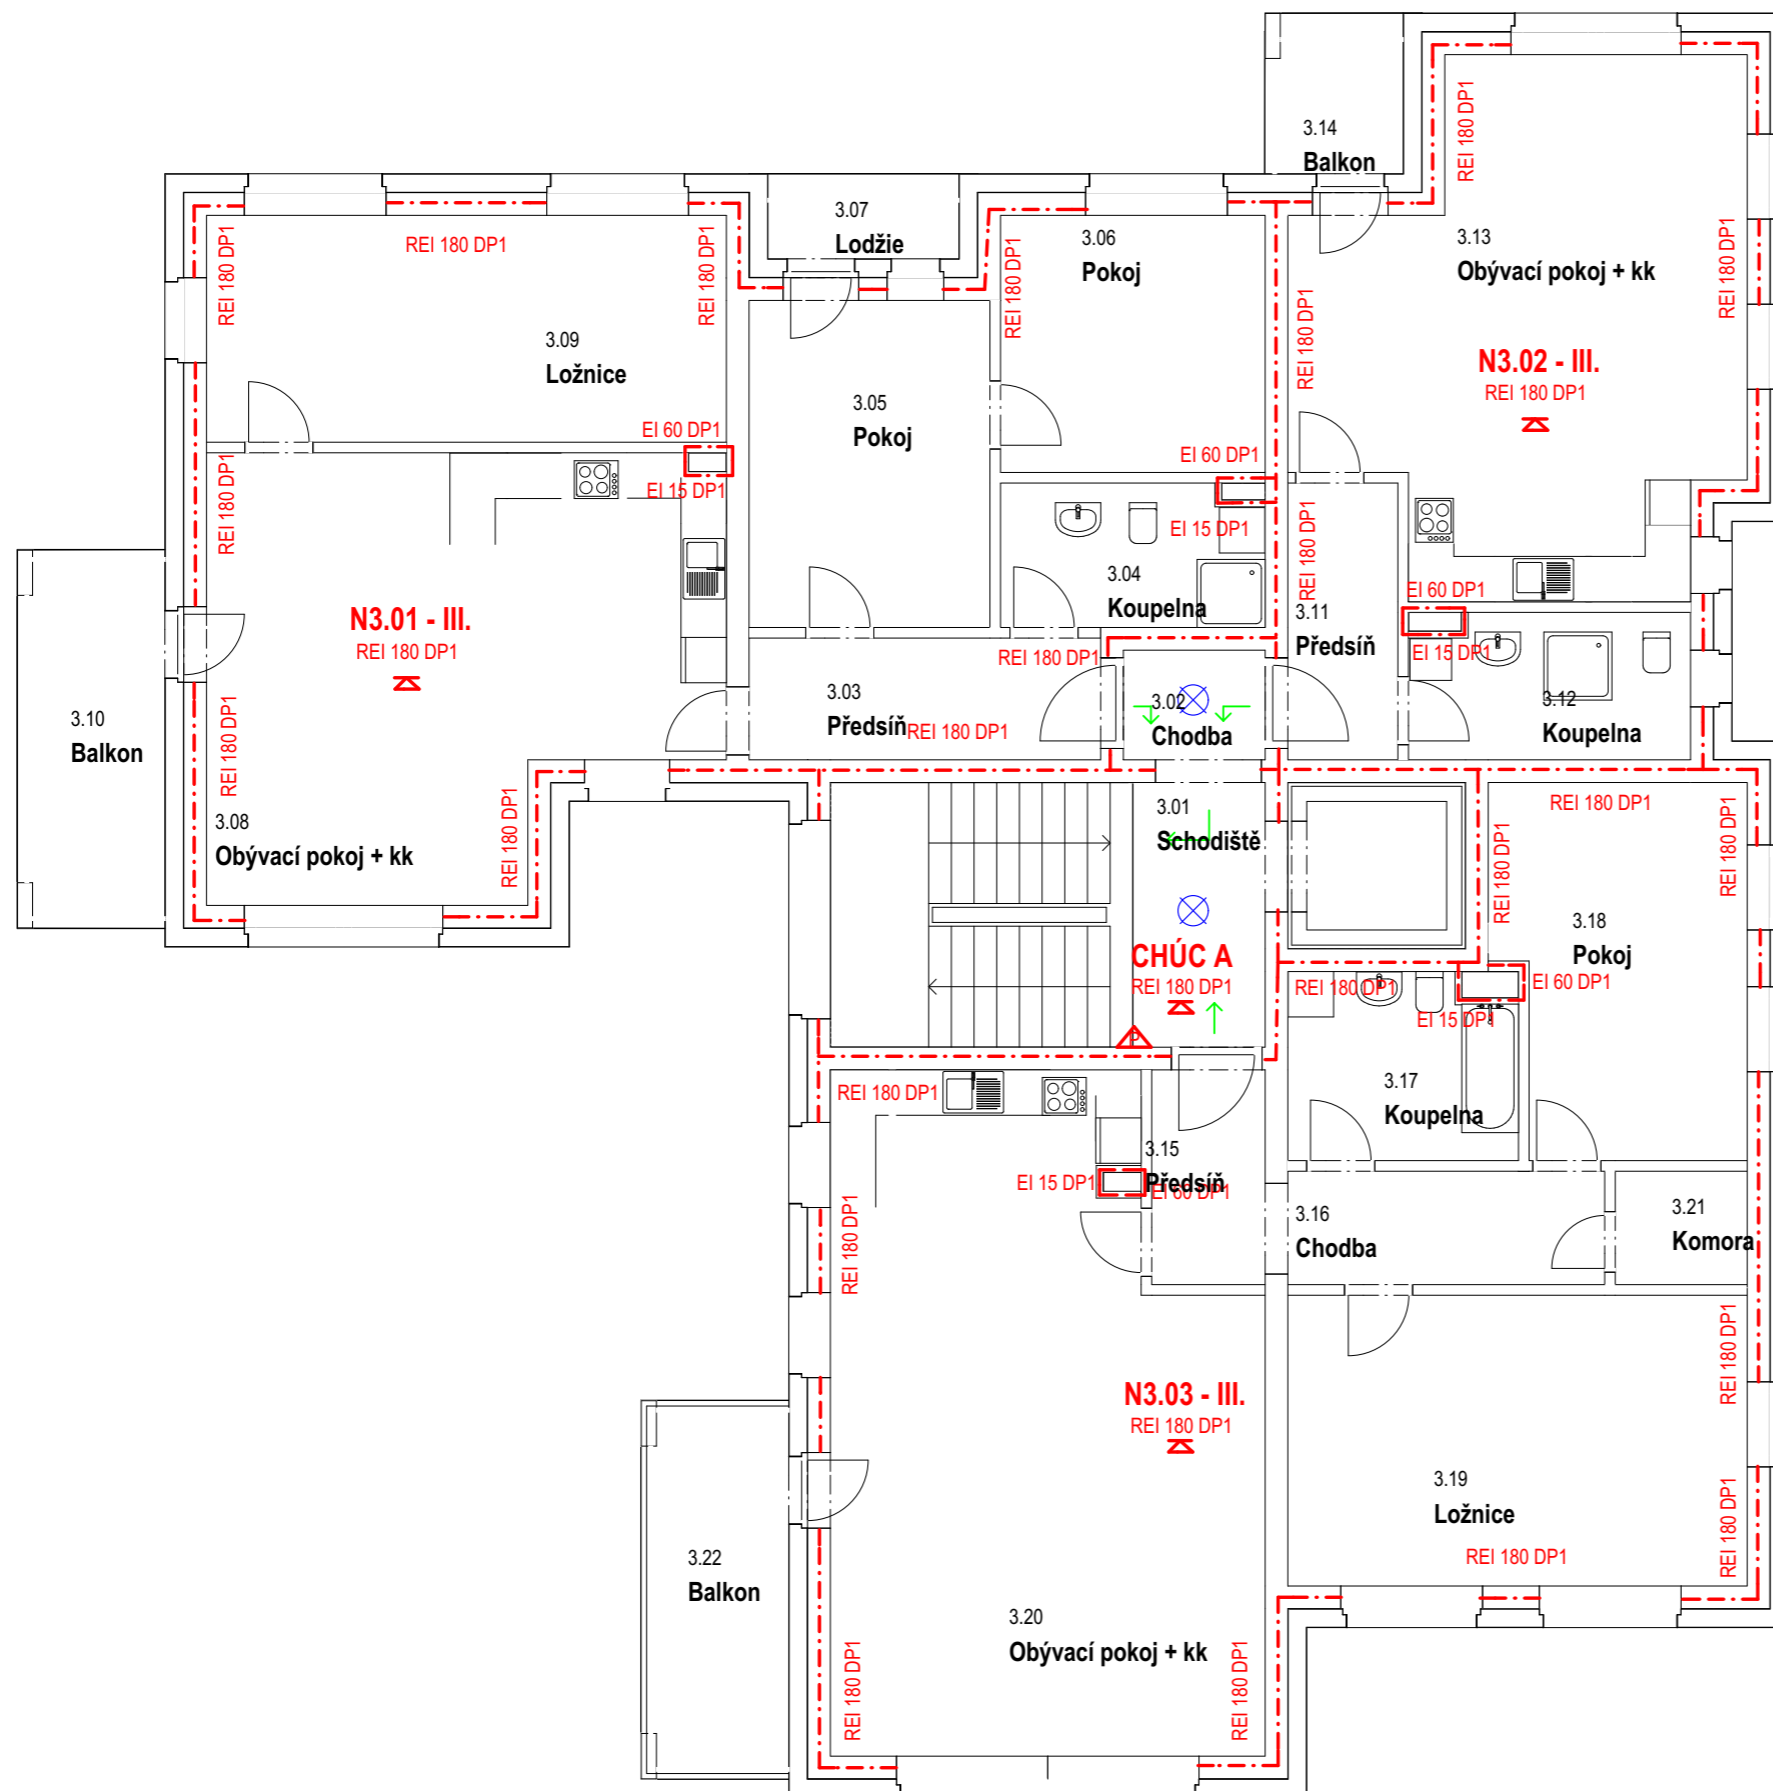 3.14
Balkon
REI 180 DP1
REI 180 DP1
3.07
Lodžie
3.06
Pokoj
3.13
Obývací pokoj + kk
REI 180 DP1
REI 180 DP1
REI 180 DP1
REI 180 DP1
REI 180 DP1
REI 180 DP1
REI 180 DP1
3.09
Ložnice
N3.02 - III.
REI 180 DP1
3.05
Pokoj
EI 60 DP1
EI 60 DP1
REI 180 DP1
EI 15 DP1
EI 15 DP1
REI 180 DP1
3.04
Koupelna
EI 60 DP1
3.11
Předsíň
N3.01 - III.
REI 180 DP1
REI 180 DP1
EI 15 DP1
3.10
Balkon
3.03
Předsíň
REI 180 DP1
3.02
Chodba
3.12
Koupelna
REI 180 DP1
3.08
Obývací pokoj + kk
REI 180 DP1
3.01
Schodiště
REI 180 DP1
REI 180 DP1
REI 180 DP1
3.18
Pokoj
CHÚC A
REI 180 DP1
REI 180 DP1
EI 60 DP1
EI 15 DP1
P
REI 180 DP1
3.17
Koupelna
3.15
Předsíň
EI 15 DP1
EI 60 DP1
REI 180 DP1
3.16
Chodba
3.21
Komora
REI 180 DP1
N3.03 - III.
REI 180 DP1
3.19
Ložnice
REI 180 DP1
REI 180 DP1
3.22
Balkon
3.20
Obývací pokoj + kk
REI 180 DP1
REI 180 DP1